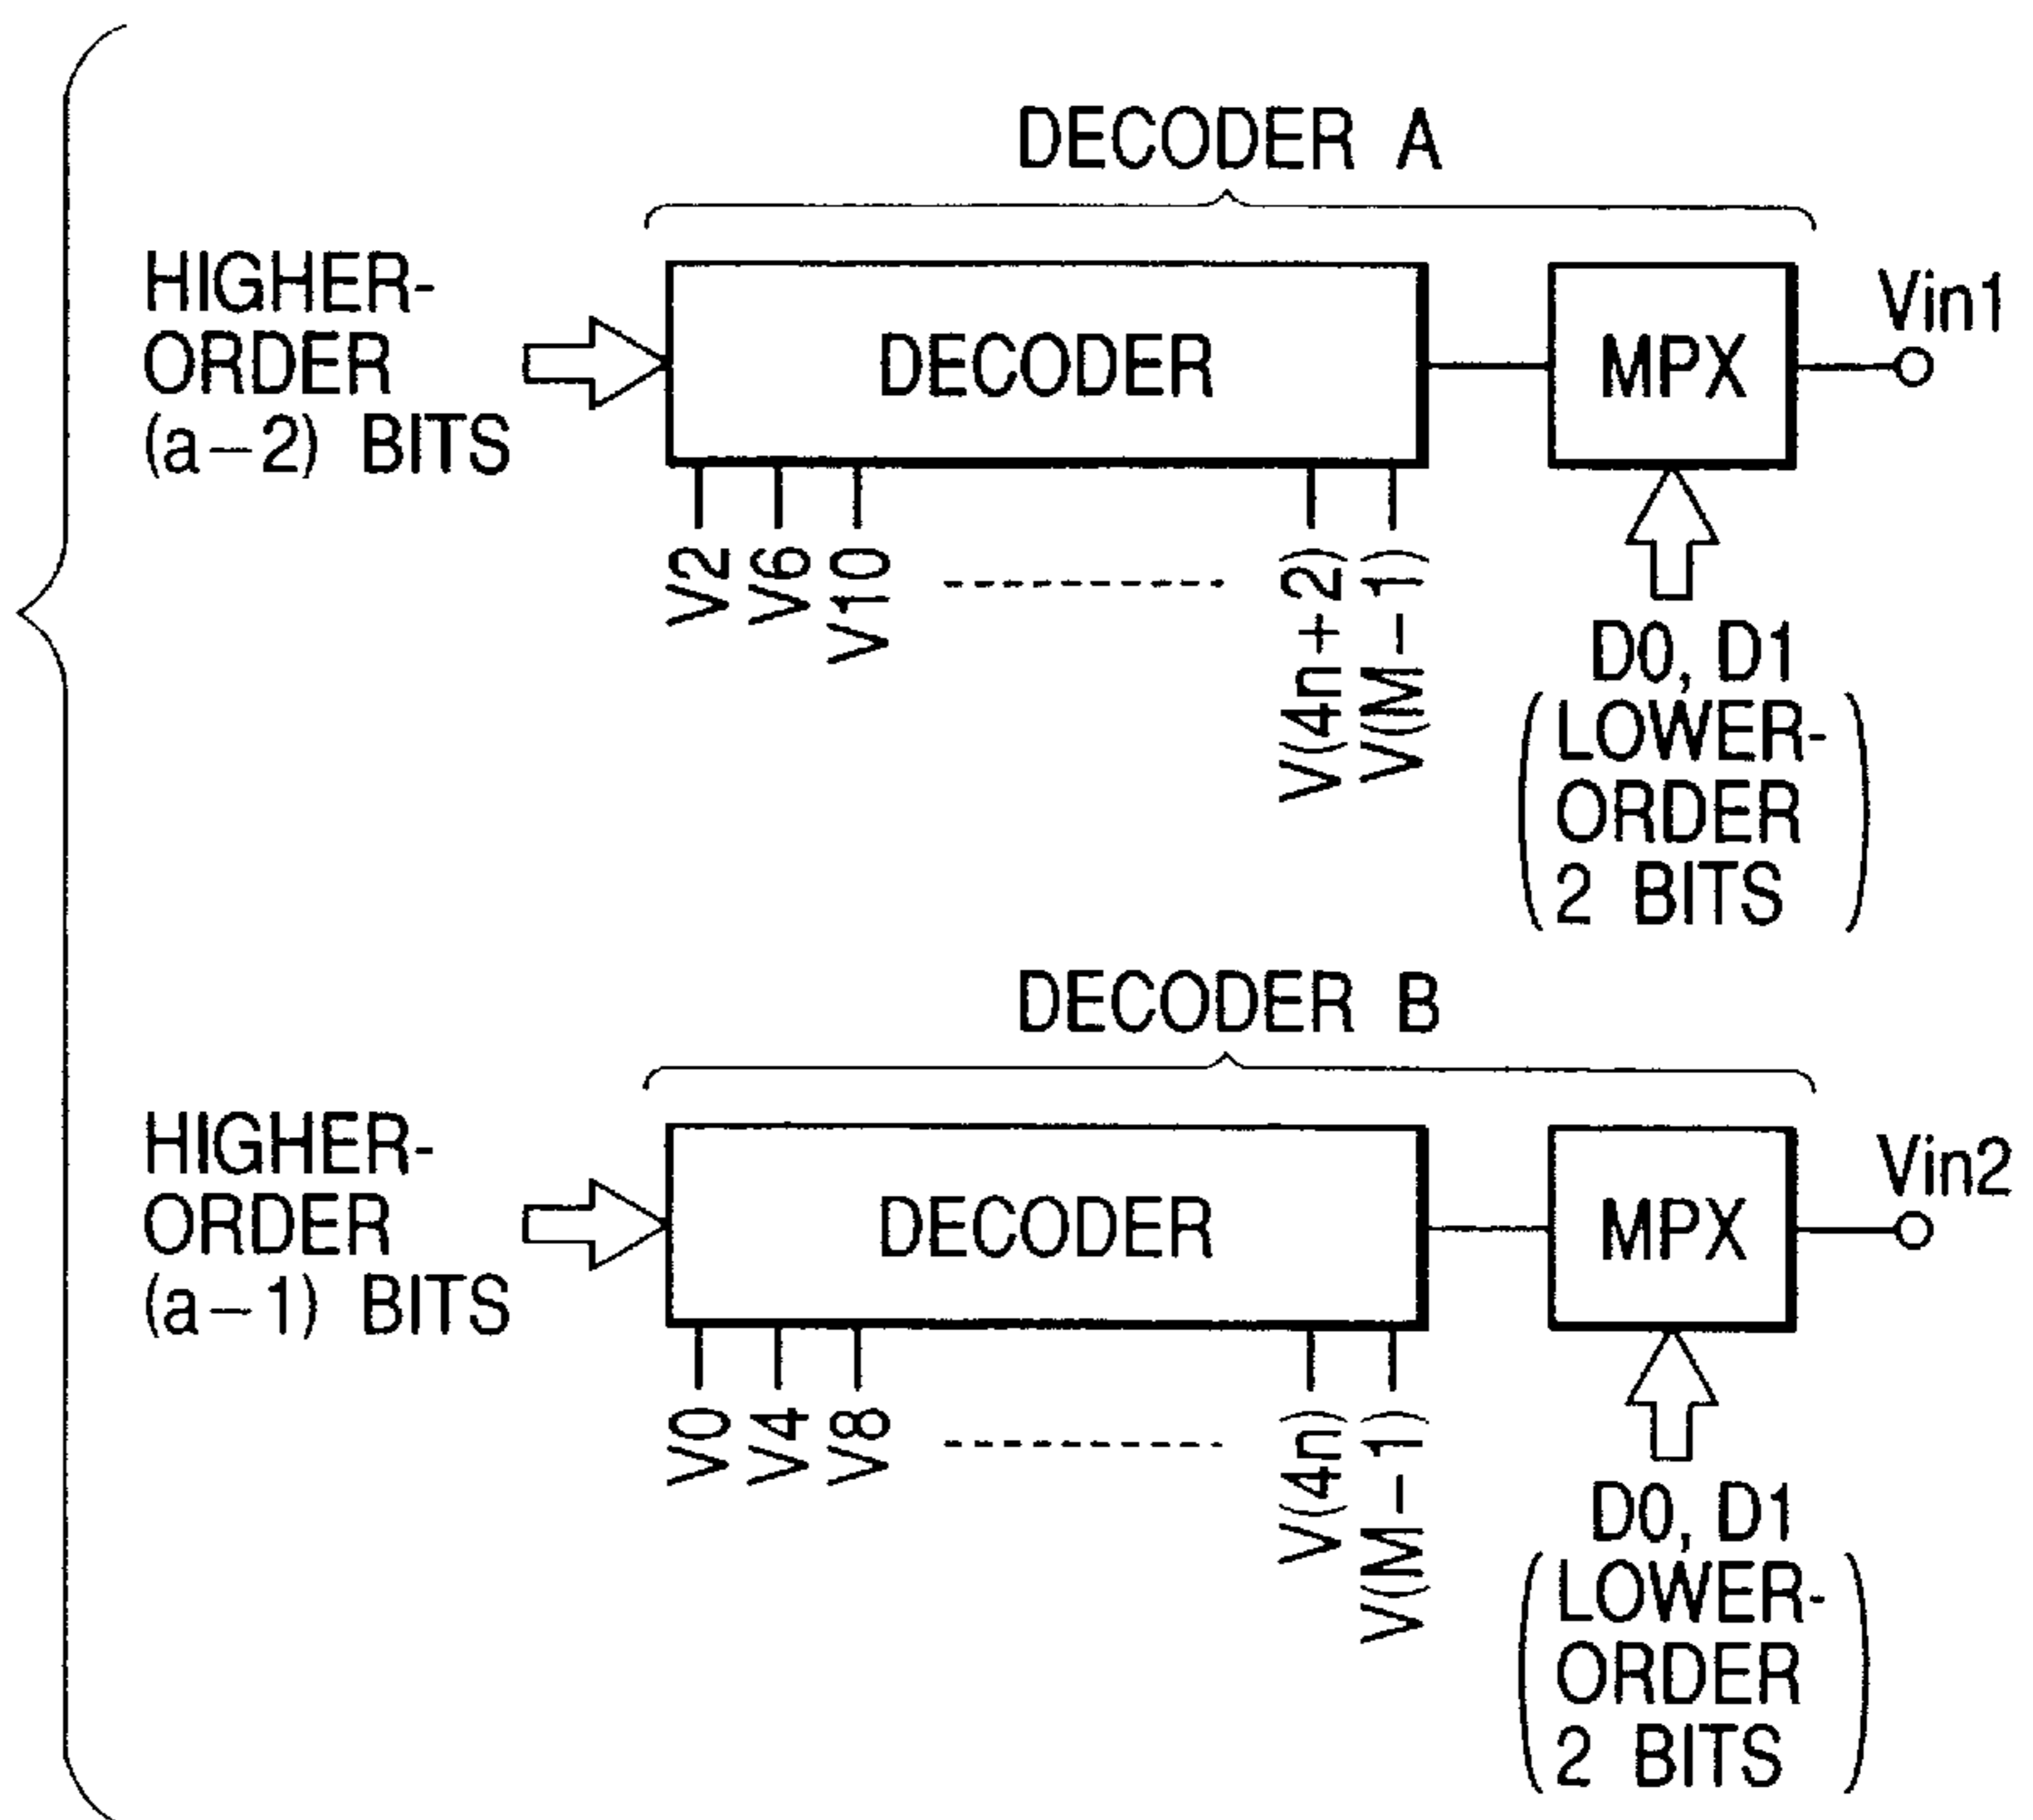 DECODER A
HIGHER-
ORDER
(a-2) BITS
DECODER
MPX
Vin1
V2
V6
V10
V(4n+2)
V(M-1)
D0, D1
(LOWER-
ORDER
2 BITS)
DECODER B
HIGHER-
ORDER
(a-1) BITS
DECODER
MPX
Vin2
V0
V4
V8
V(4n)
V(M-1)
D0, D1
(LOWER-
ORDER
2 BITS)